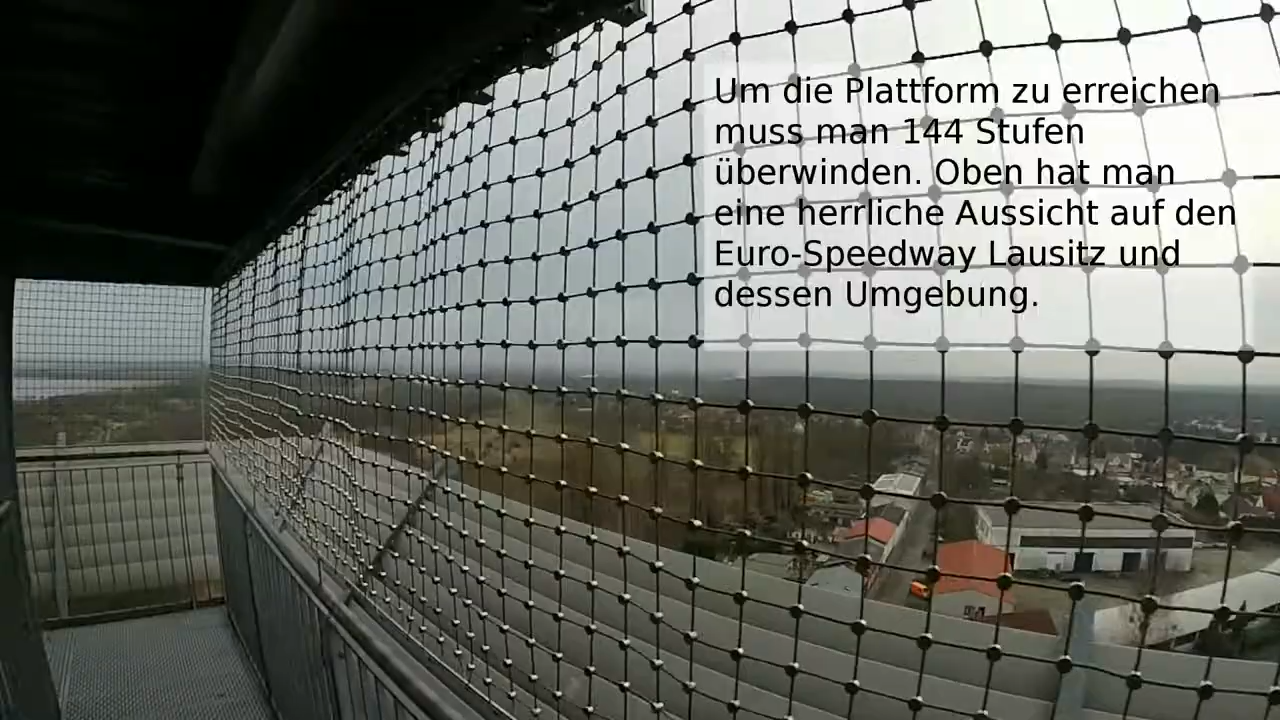 Um die Plattform zu erreichen
muss man 144 Stufen
überwinden. Oben hat man
eine herrliche Aussicht auf den
Euro-Speedway Lausitz und
dessen Umgebung.